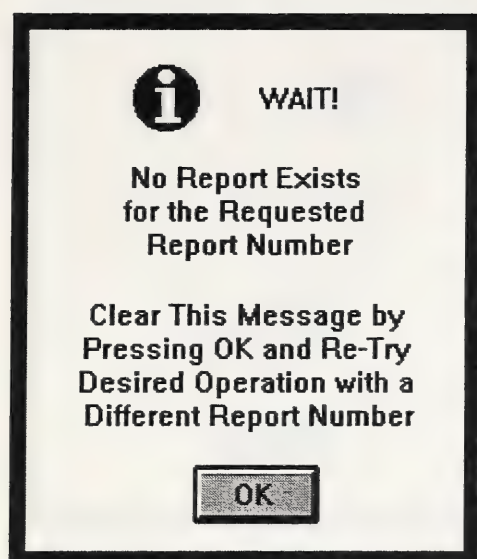 WAIT!
No Report Exists
for the Requested
Report Number
Clear This Message by
Pressing OK and Re-Try
Desired Operation with a
Different Report Number
OK